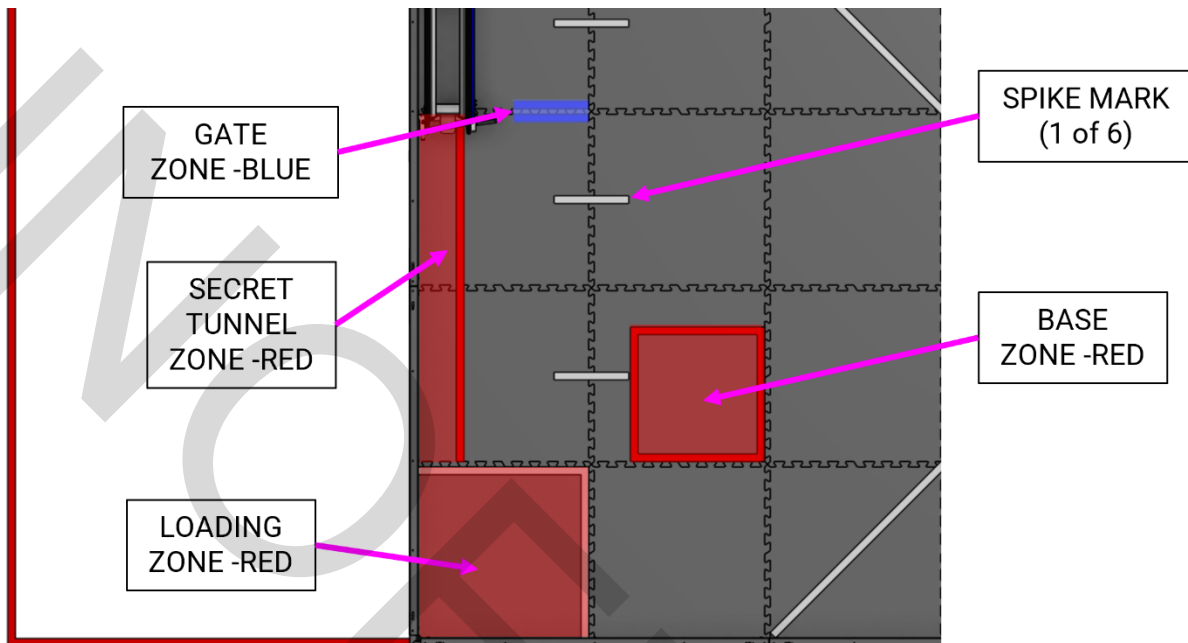 GATE
ZONE -BLUE
SPIKE MARK
(1 of 6)
SECRET
TUNNEL
ZONE -RED
BASE
ZONE -RED
LOADING
ZONE -RED